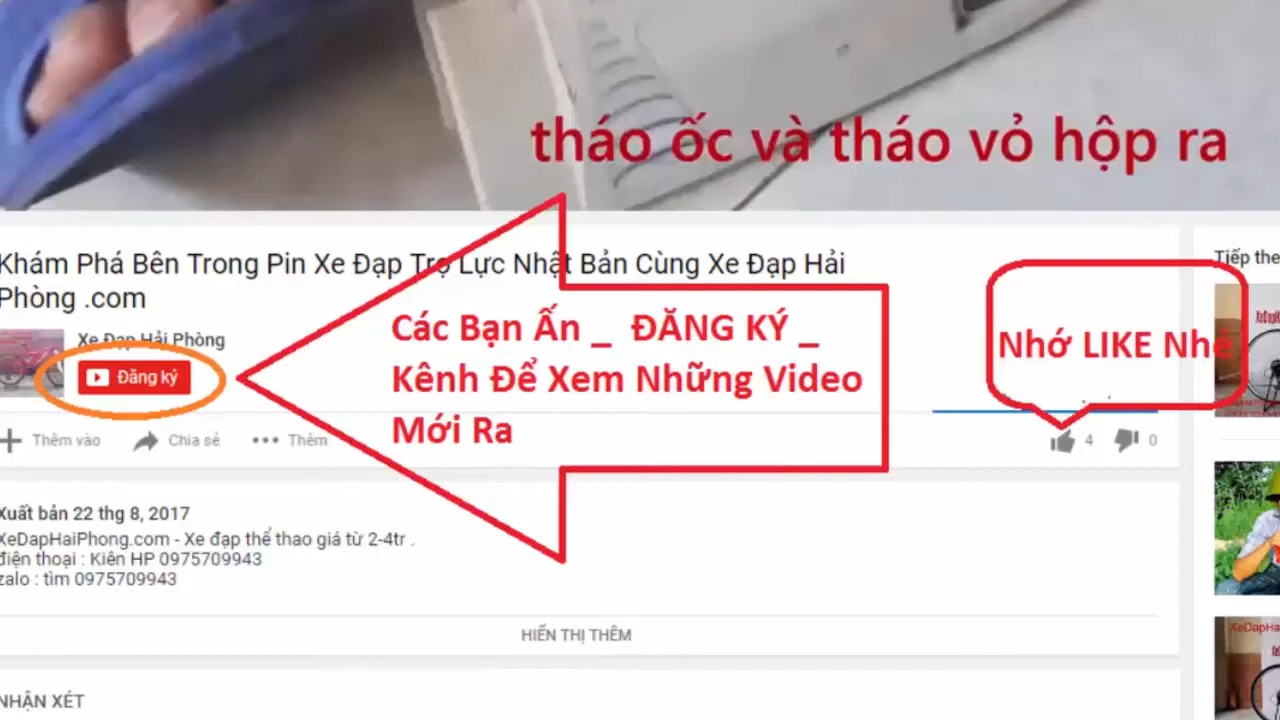 tháo ốc và tháo vỏ hộp ra
Khám Phá Bên Trong Pin Xe Đạp Trợ Lực Nhật Bản Cùng Xe Đạp Hải
Phòng .com
Tiếp the
Xe Đạp Hải Phòng
Đăng ký
Các Bạn Ấn _ ĐĂNG KÝ _
Kênh Để Xem Những Video
Mới Ra
Nhớ LIKE Nhé
Thêm vào
Chia sẻ
Thêm
4
0
Xuất bản 22 thg 8, 2017
XeDapHaiPhong.com - Xe đạp thể thao giá từ 2-4tr .
điện thoại : Kiên HP 0975709943
zalo : tìm 0975709943
HIỂN THỊ THÊM
NHẬN XÉT
XeDapHa